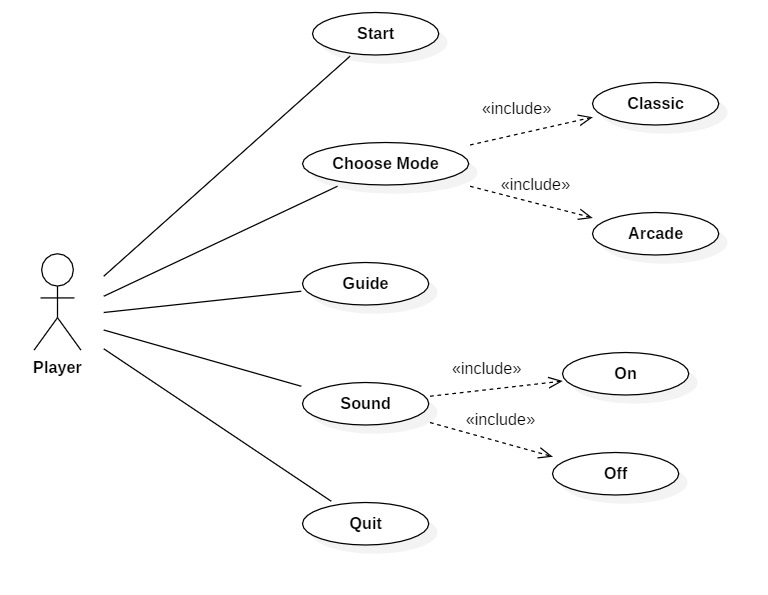 Start
«include»
Classic
Choose Mode
«include»
Arcade
Guide
Player
«include»
On
Sound
«include»
Off
Quit